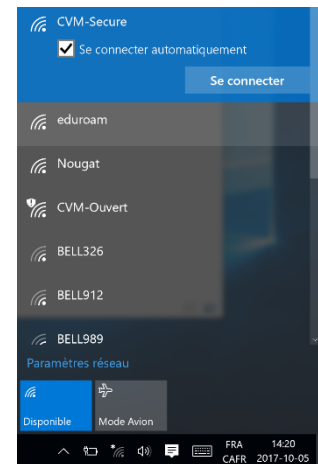 CVM-Secure
Se connecter automatiquement
Se connecter
eduroam
Nougat
CVM-Ouvert
BELL326
BELL912
BELL989
Paramètres réseau
Disponible
Mode Avion
FRA 14:20
CAFR 2017-10-05